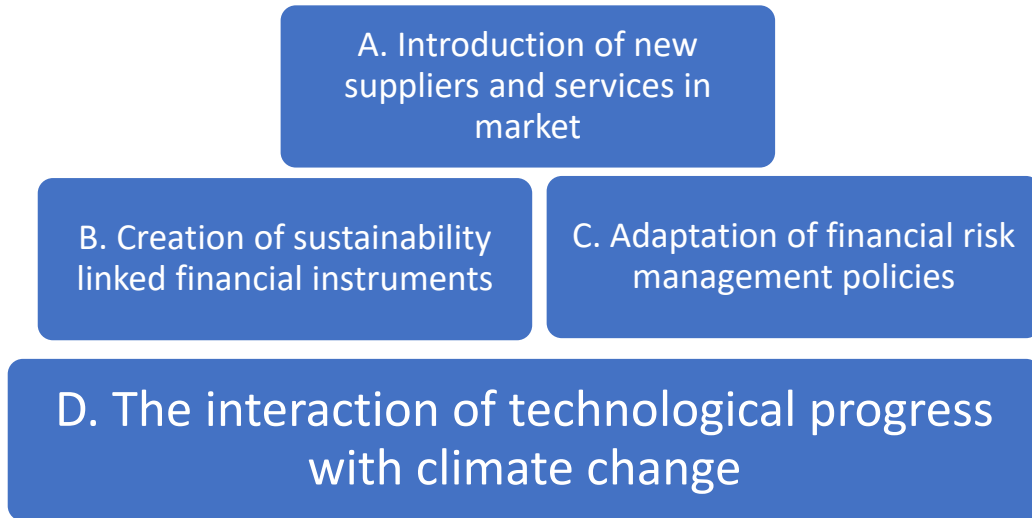 A. Introduction of new
suppliers and services in
market
B. Creation of sustainability
linked financial instruments
C. Adaptation of financial risk
management policies
D. The interaction of technological progress
with climate change